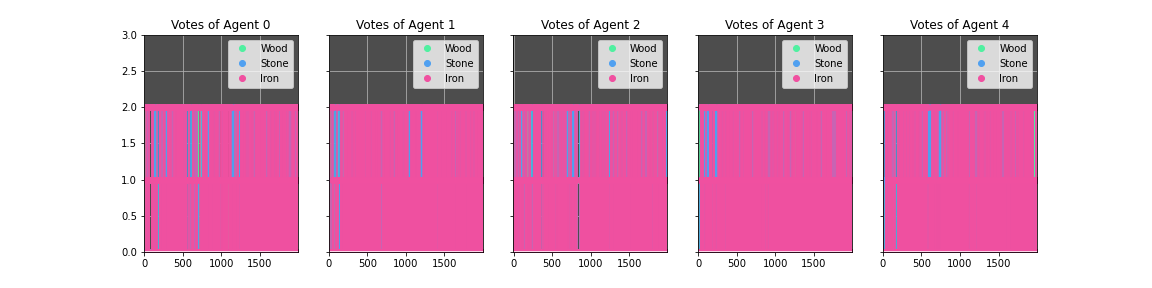 Votes of Agent 0
3.0
2.5
2.0
1.5
1.0
0.5
0.0
0 500 1000 1500
Wood
Stone
Iron
Votes of Agent 1
0 500 1000 1500
Wood
Stone
Iron
Votes of Agent 2
0 500 1000 1500
Wood
Stone
Iron
Votes of Agent 3
0 500 1000 1500
Wood
Stone
Iron
Votes of Agent 4
0 500 1000 1500
Wood
Stone
Iron